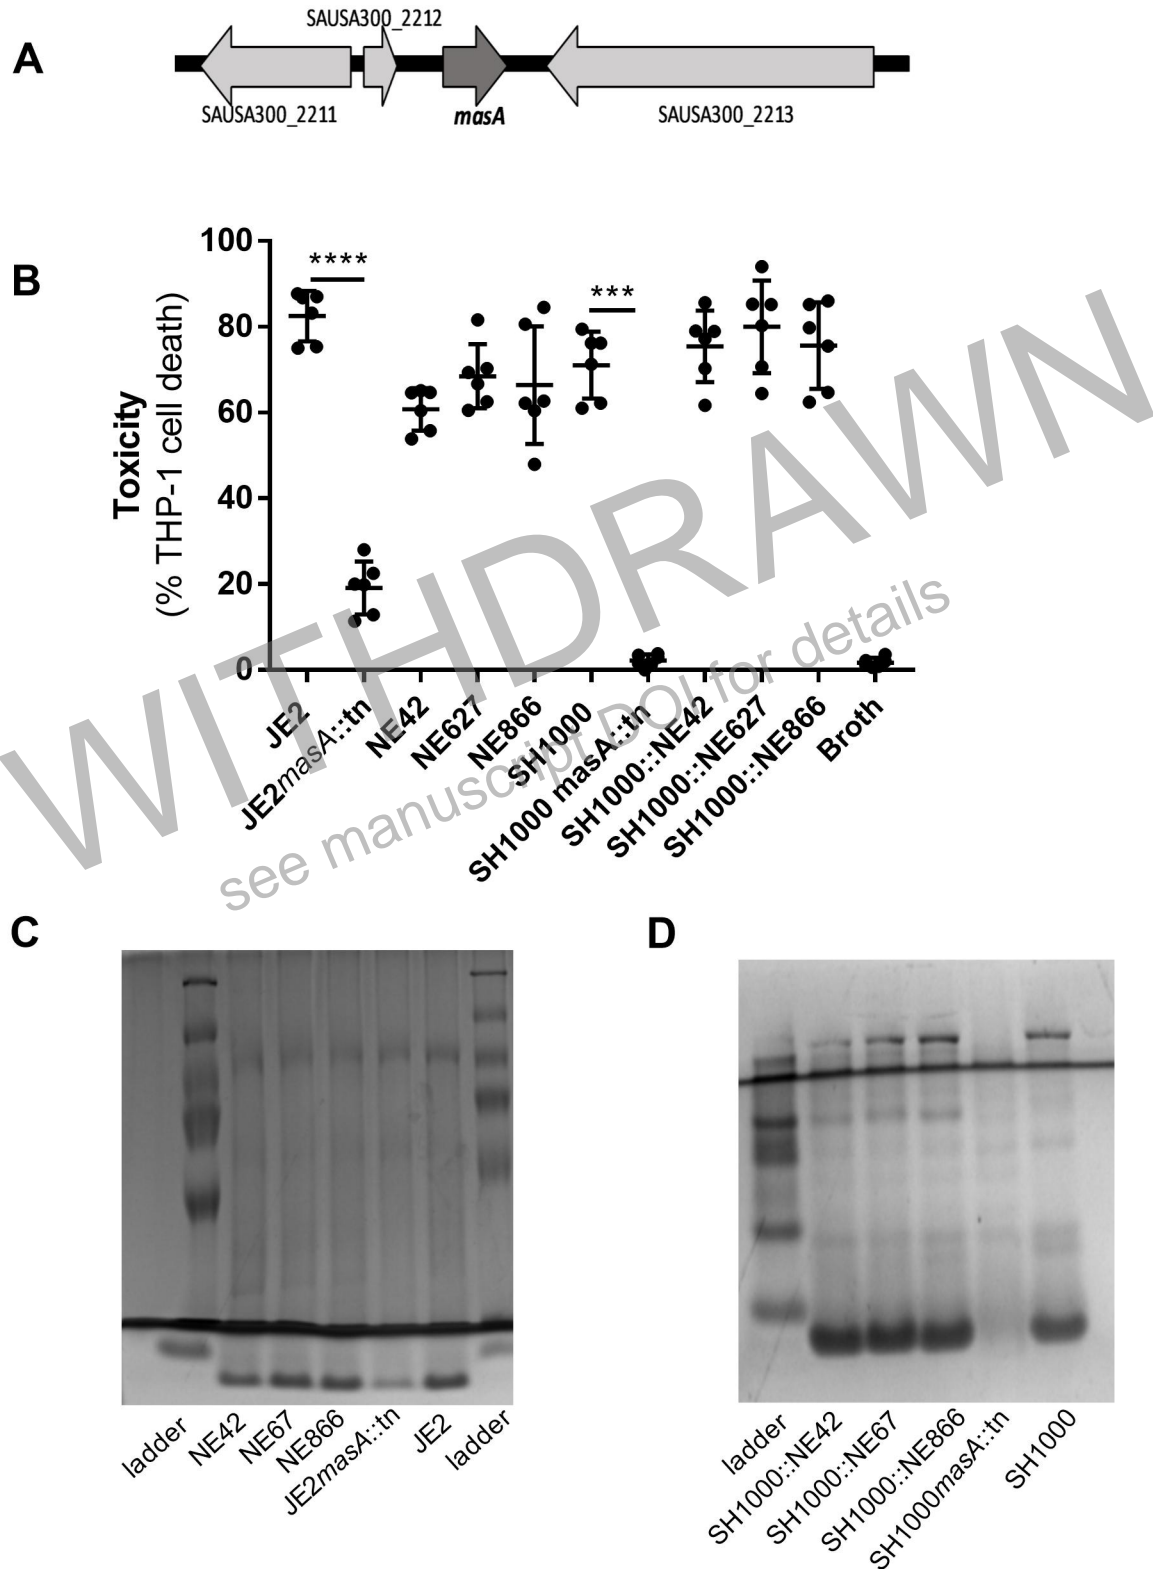 A
SAUSA300_2212
SAUSA300_2211
masA
SAUSA300_2213
B
Toxicity
(% THP-1 cell death)
100
80
60
40
20
0
****
***
JE2
JE2masA::tn
NE42
NE627
NE866
SH1000
SH1000 masA::tn
SH1000::NE42
SH1000::NE627
SH1000::NE866
Broth
WITHDRAWN
see manuscript DOI for details
C
ladder
NE42
NE67
NE866
JE2masA::tn
JE2
ladder
D
ladder
SH1000::NE42
SH1000::NE67
SH1000::NE866
SH1000masA::tn
SH1000